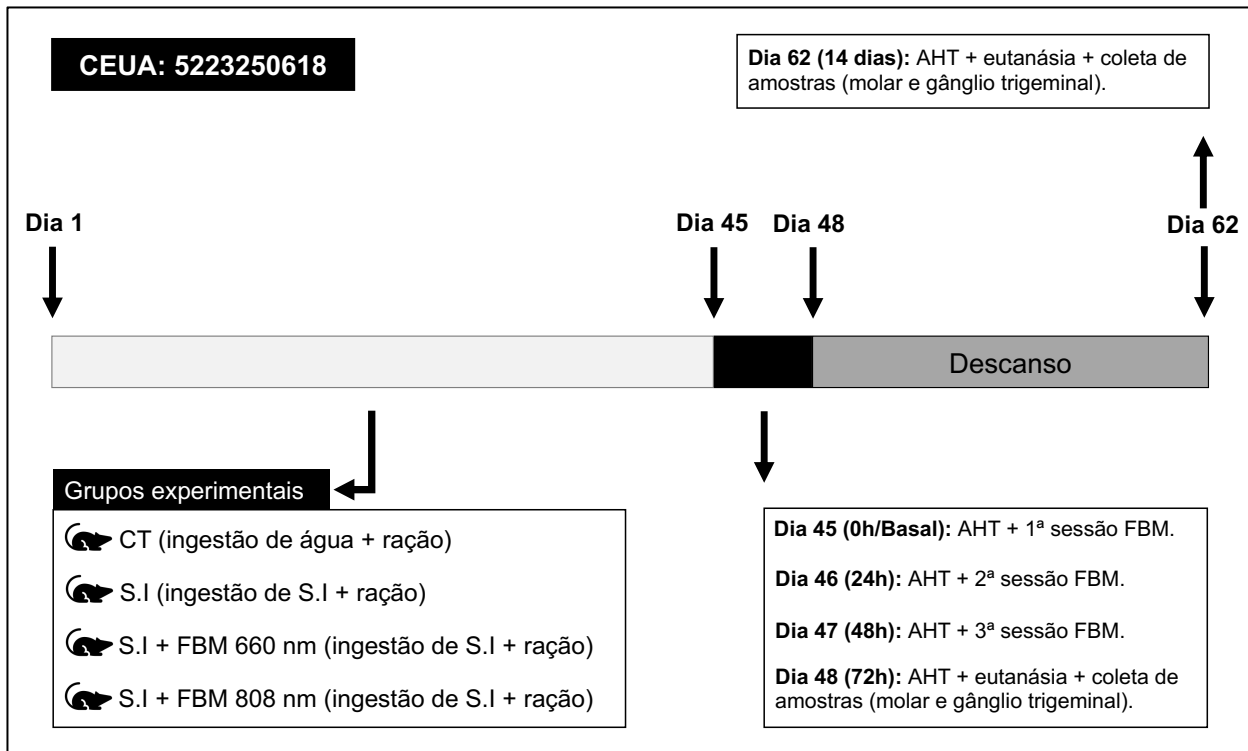 CEUA: 5223250618
Dia 62 (14 dias): AHT + eutanásia + coleta de
amostras (molar e gânglio trigeminal).
Dia 1
Dia 45
Dia 48
Dia 62
Descanso
Grupos experimentais
CT (ingestão de água + ração)
S.I (ingestão de S.I + ração)
S.I + FBM 660 nm (ingestão de S.I + ração)
S.I + FBM 808 nm (ingestão de S.I + ração)
Dia 45 (0h/Basal): AHT + 1ª sessão FBM.
Dia 46 (24h): AHT + 2ª sessão FBM.
Dia 47 (48h): AHT + 3ª sessão FBM.
Dia 48 (72h): AHT + eutanásia + coleta de
amostras (molar e gânglio trigeminal).